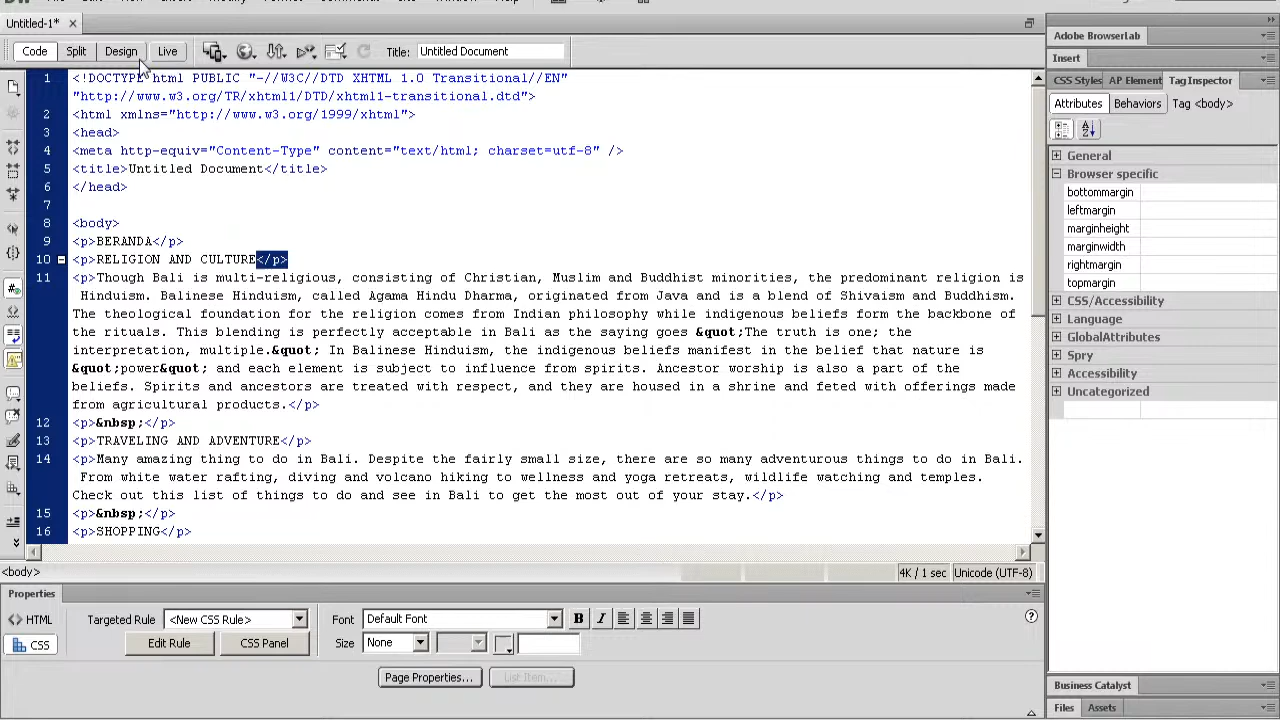 Untitled-1*
Code Split Design Live Title: Untitled Document
1 <!DOCTYPE html PUBLIC "-//W3C//DTD XHTML 1.0 Transitional//EN"
"http://www.w3.org/TR/xhtml1/DTD/xhtml1-transitional.dtd">
2 <html xmlns="http://www.w3.org/1999/xhtml">
3 <head>
4 <meta http-equiv="Content-Type" content="text/html; charset=utf-8" />
5 <title>Untitled Document</title>
6 </head>
7
8 <body>
9 <p>BERANDA</p>
10 <p>RELIGION AND CULTURE</p>
11 <p>Though Bali is multi-religious, consisting of Christian, Muslim and Buddhist minorities, the predominant religion is
Hinduism. Balinese Hinduism, called Agama Hindu Dharma, originated from Java and is a blend of Shivaism and Buddhism.
The theological foundation for the religion comes from Indian philosophy while indigenous beliefs form the backbone of
the rituals. This blending is perfectly acceptable in Bali as the saying goes &quot;The truth is one; the
interpretation, multiple.&quot; In Balinese Hinduism, the indigenous beliefs manifest in the belief that nature is
&quot;power&quot; and each element is subject to influence from spirits. Ancestor worship is also a part of the
beliefs. Spirits and ancestors are treated with respect, and they are housed in a shrine and feted with offerings made
from agricultural products.</p>
12 <p>&nbsp;</p>
13 <p>TRAVELING AND ADVENTURE</p>
14 <p>Many amazing thing to do in Bali. Despite the fairly small size, there are so many adventurous things to do in Bali.
From white water rafting, diving and volcano hiking to wellness and yoga retreats, wildlife watching and temples.
Check out this list of things to do and see in Bali to get the most out of your stay.</p>
15 <p>&nbsp;</p>
16 <p>SHOPPING</p>
<body> 4K / 1 sec Unicode (UTF-8)
Properties
HTML Targeted Rule <New CSS Rule> Font Default Font B I
CSS Edit Rule CSS Panel Size None
Page Properties... List Item...
Adobe BrowserLab
Insert
CSS Styles AP Element Tag Inspector
Attributes Behaviors Tag <body>
General
Browser specific
bottommargin
leftmargin
marginheight
marginwidth
rightmargin
topmargin
CSS/Accessibility
Language
GlobalAttributes
Spry
Accessibility
Uncategorized
Business Catalyst
Files Assets